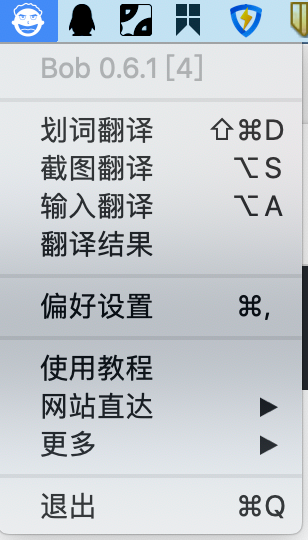 Bob 0.6.1 [4]
划词翻译 ⇧⌘D
截图翻译 ⌥S
输入翻译 ⌥A
翻译结果
偏好设置 ⌘,
使用教程
网站直达 ▶
更多 ▶
退出 ⌘Q